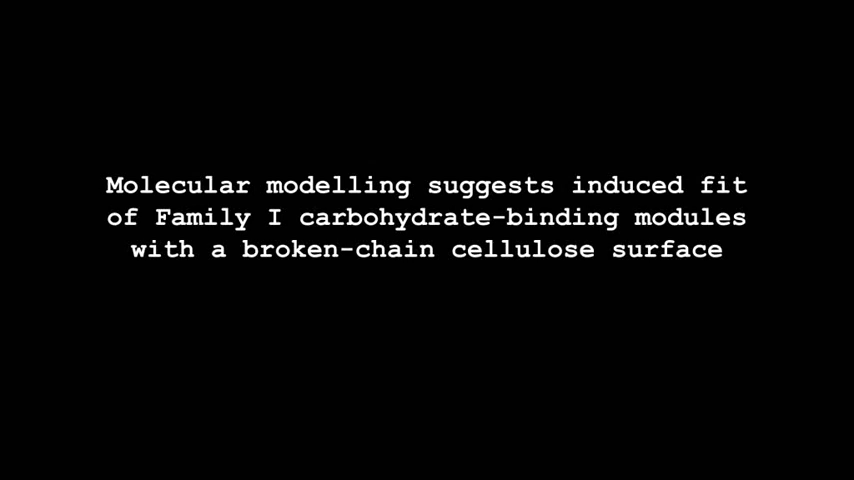 Molecular modelling suggests induced fit
of Family I carbohydrate-binding modules
with a broken-chain cellulose surface